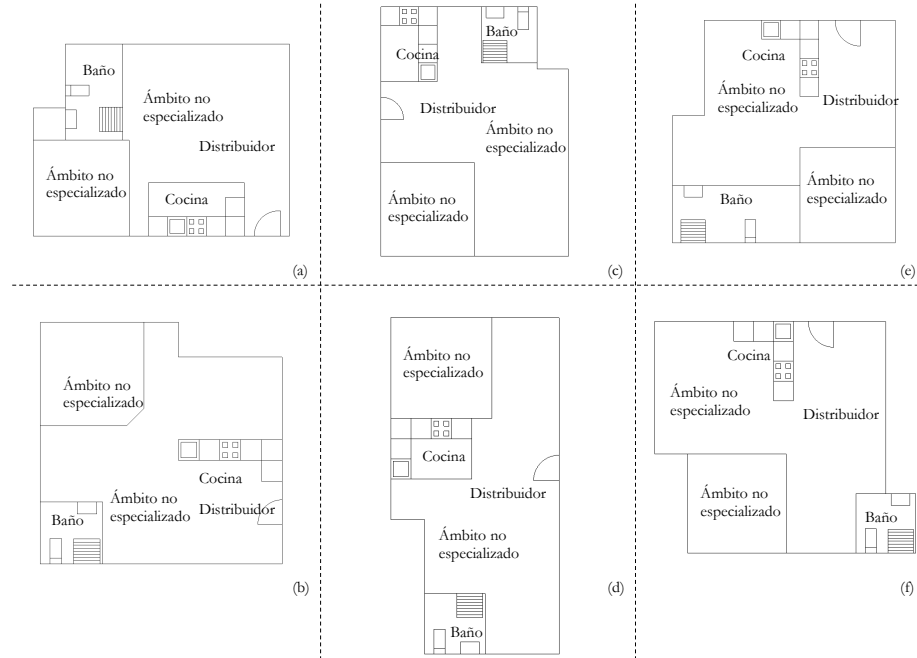 Baño
Ámbito no
especializado
Distribuidor
Ámbito no
especializado
Cocina
(a)
Cocina
Baño
Distribuidor
Ámbito no
especializado
Ámbito no
especializado
(c)
Cocina
Ámbito no
especializado
Distribuidor
Ámbito no
especializado
Baño
(e)
Ámbito no
especializado
Cocina
Ámbito no
especializado
Distribuidor
Baño
(b)
Ámbito no
especializado
Cocina
Distribuidor
Ámbito no
especializado
Baño
(d)
Cocina
Ámbito no
especializado
Distribuidor
Ámbito no
especializado
Baño
(f)